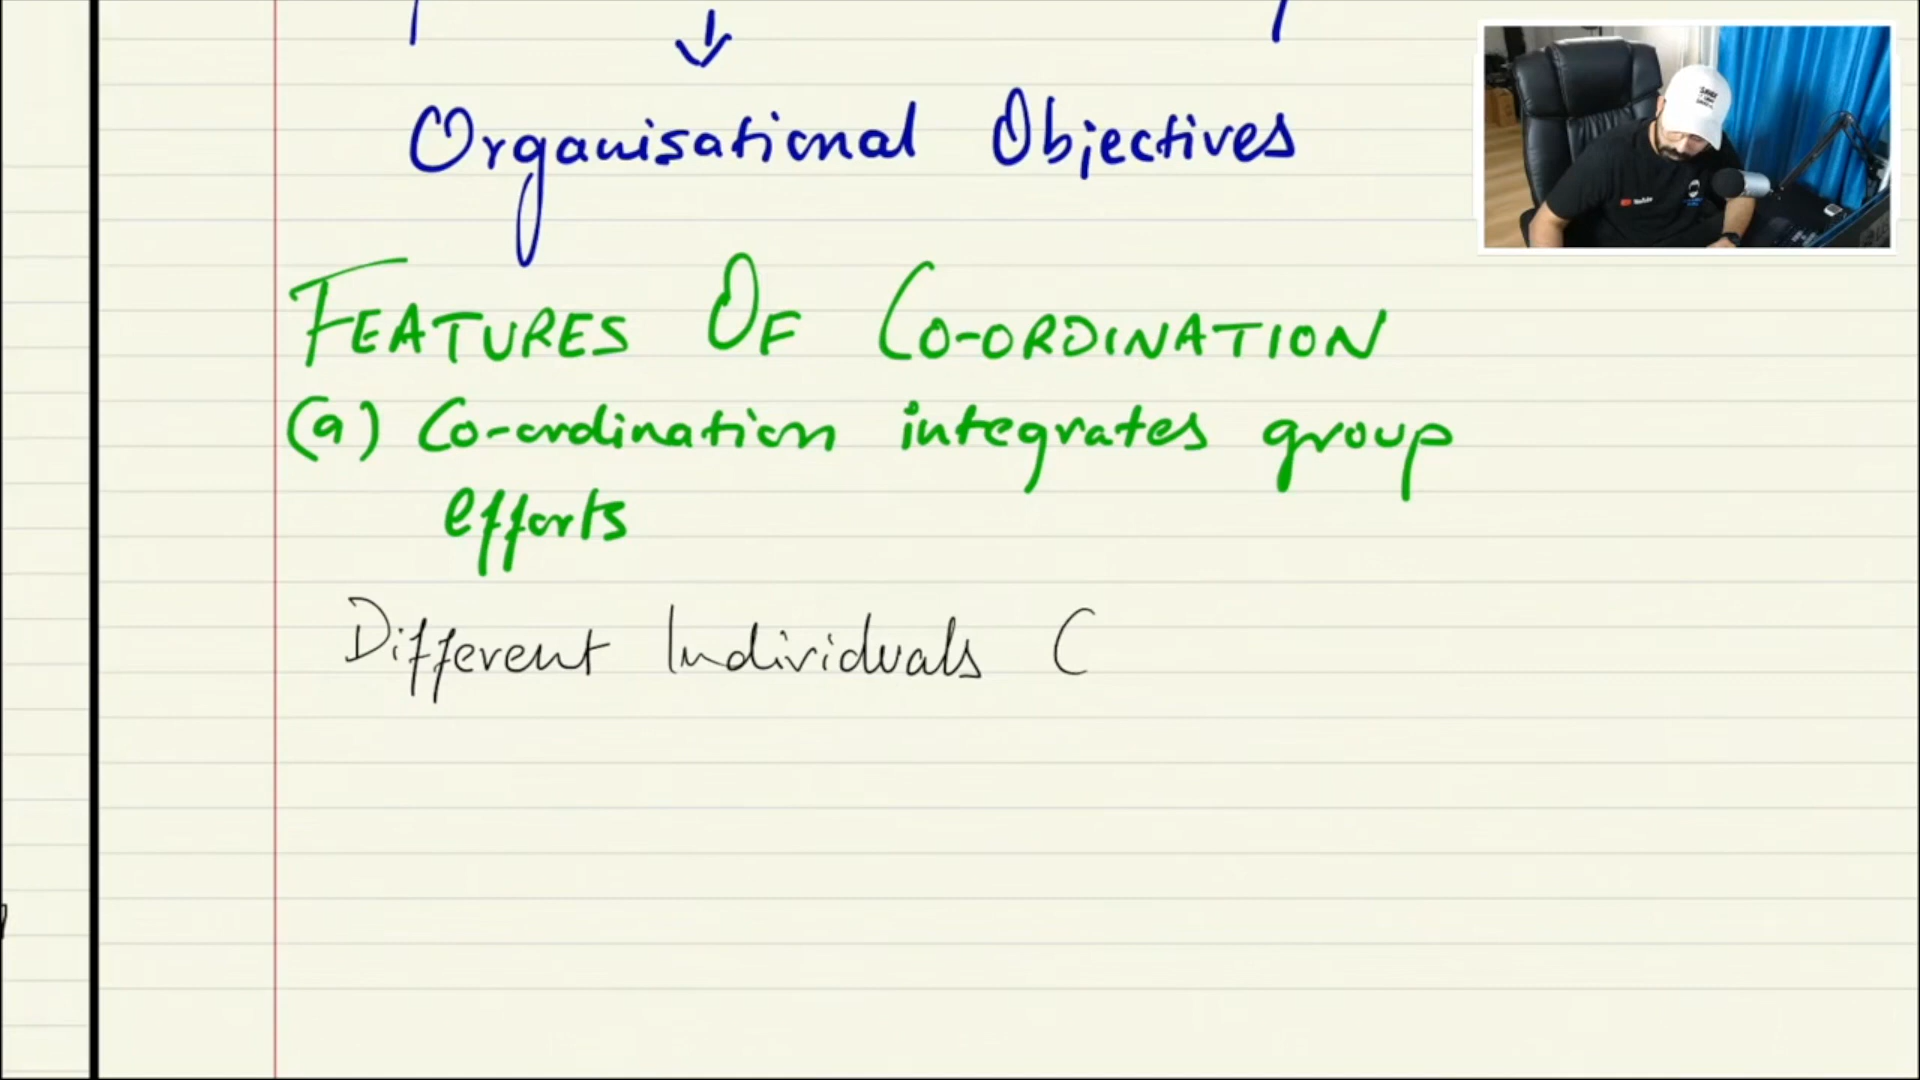 Organisational Objectives
FEATURES OF CO-ORDINATION
(a) Co-ordination integrates group
efforts
Different Individuals (